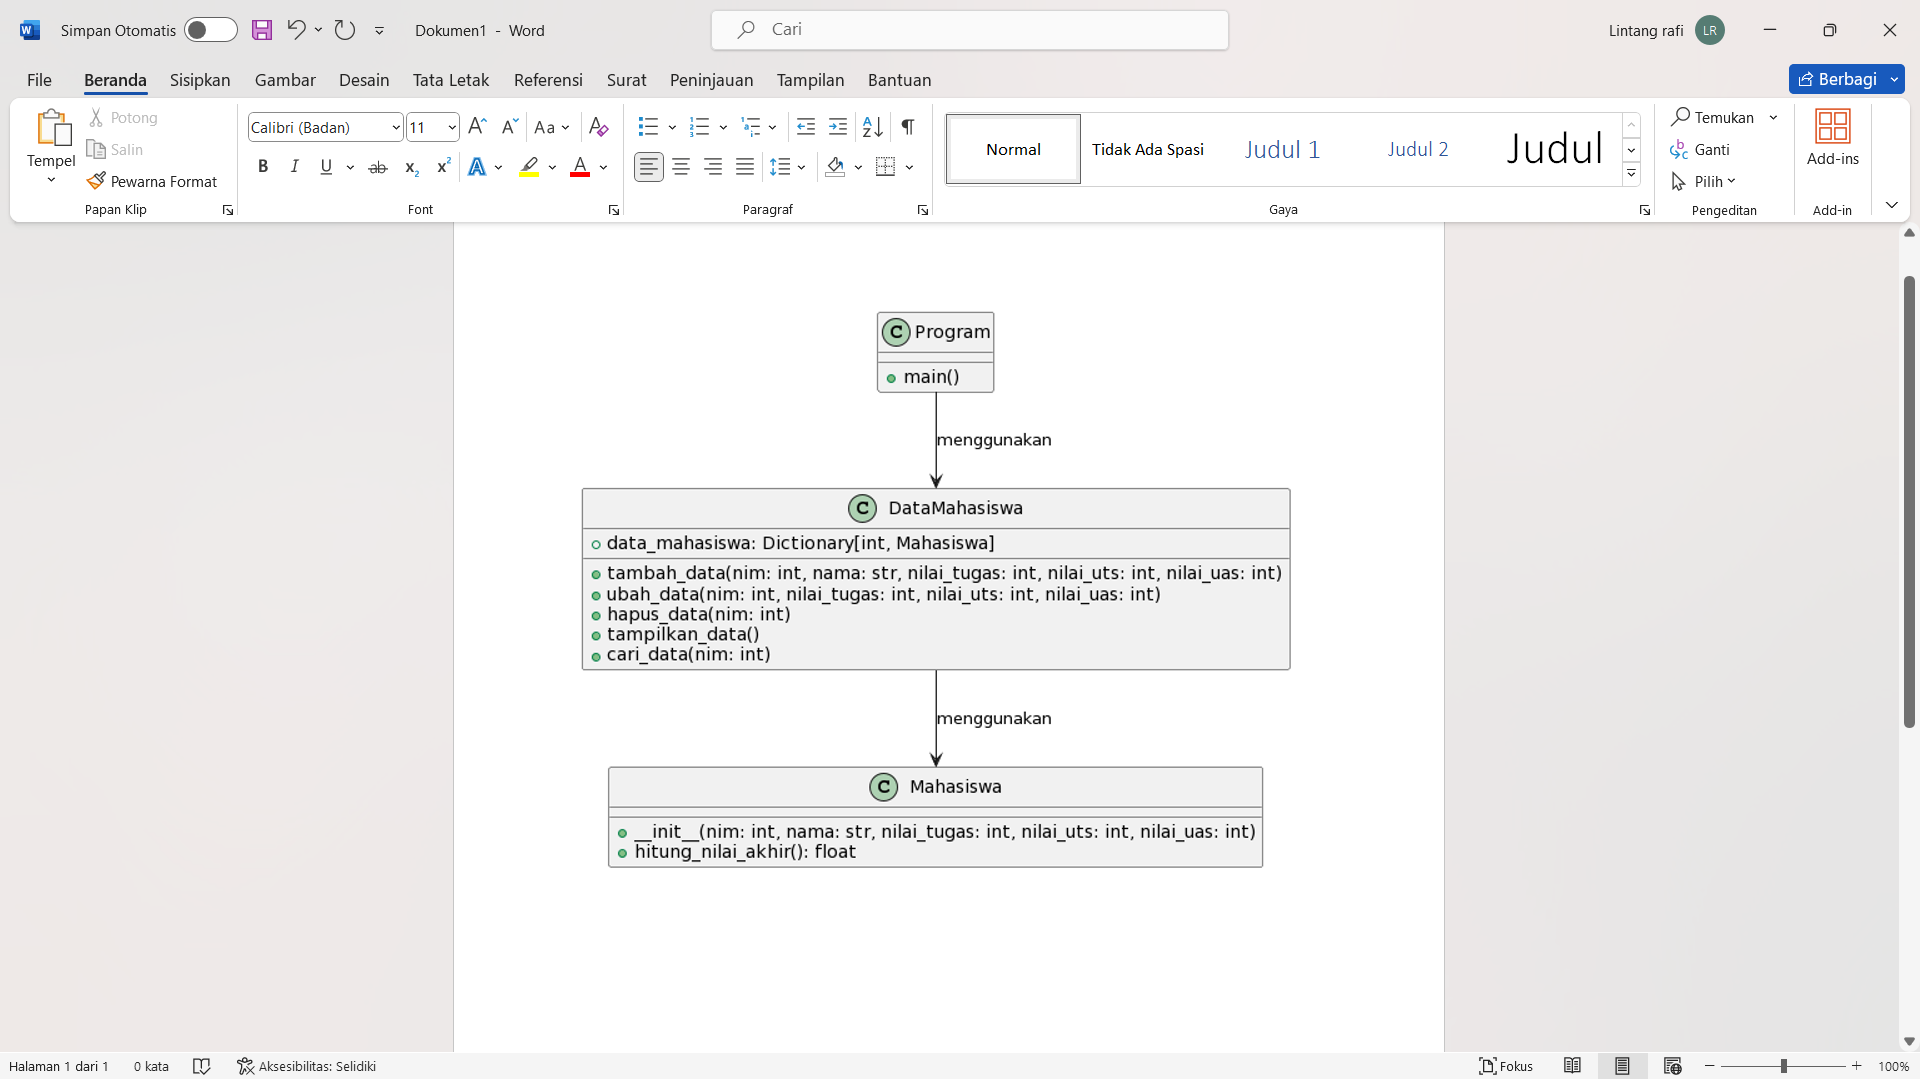 Simpan Otomatis
Dokumen1 - Word
Cari
Lintang rafi
LR
File
Beranda
Sisipkan
Gambar
Desain
Tata Letak
Referensi
Surat
Peninjauan
Tampilan
Bantuan
Berbagi
Tempel
Potong
Salin
Pewarna Format
Papan Klip
Calibri (Badan)
11
Font
Paragraf
Normal
Tidak Ada Spasi
Judul 1
Judul 2
Judul
Gaya
Temukan
Ganti
Pilih
Pengeditan
Add-ins
Add-in
C Program
main()
menggunakan
C DataMahasiswa
data_mahasiswa: Dictionary[int, Mahasiswa]
tambah_data(nim: int, nama: str, nilai_tugas: int, nilai_uts: int, nilai_uas: int)
ubah_data(nim: int, nilai_tugas: int, nilai_uts: int, nilai_uas: int)
hapus_data(nim: int)
tampilkan_data()
cari_data(nim: int)
menggunakan
C Mahasiswa
__init__(nim: int, nama: str, nilai_tugas: int, nilai_uts: int, nilai_uas: int)
hitung_nilai_akhir(): float
Halaman 1 dari 1
0 kata
Aksesibilitas: Selidiki
Fokus
100%